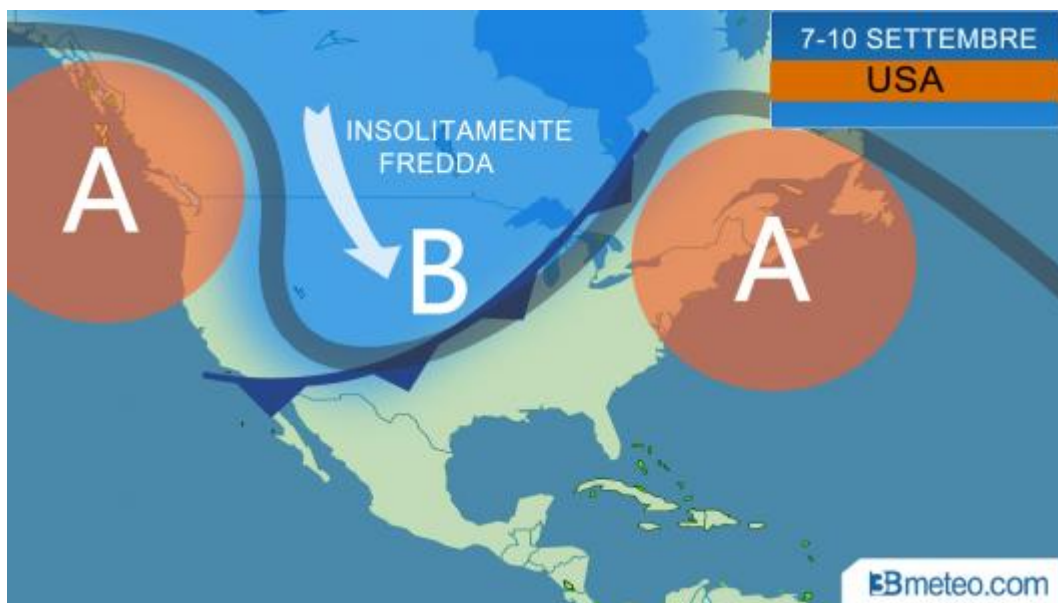 7-10 SETTEMBRE
USA
INSOLITAMENTE
FREDDA
A
B
A
3Bmeteo.com